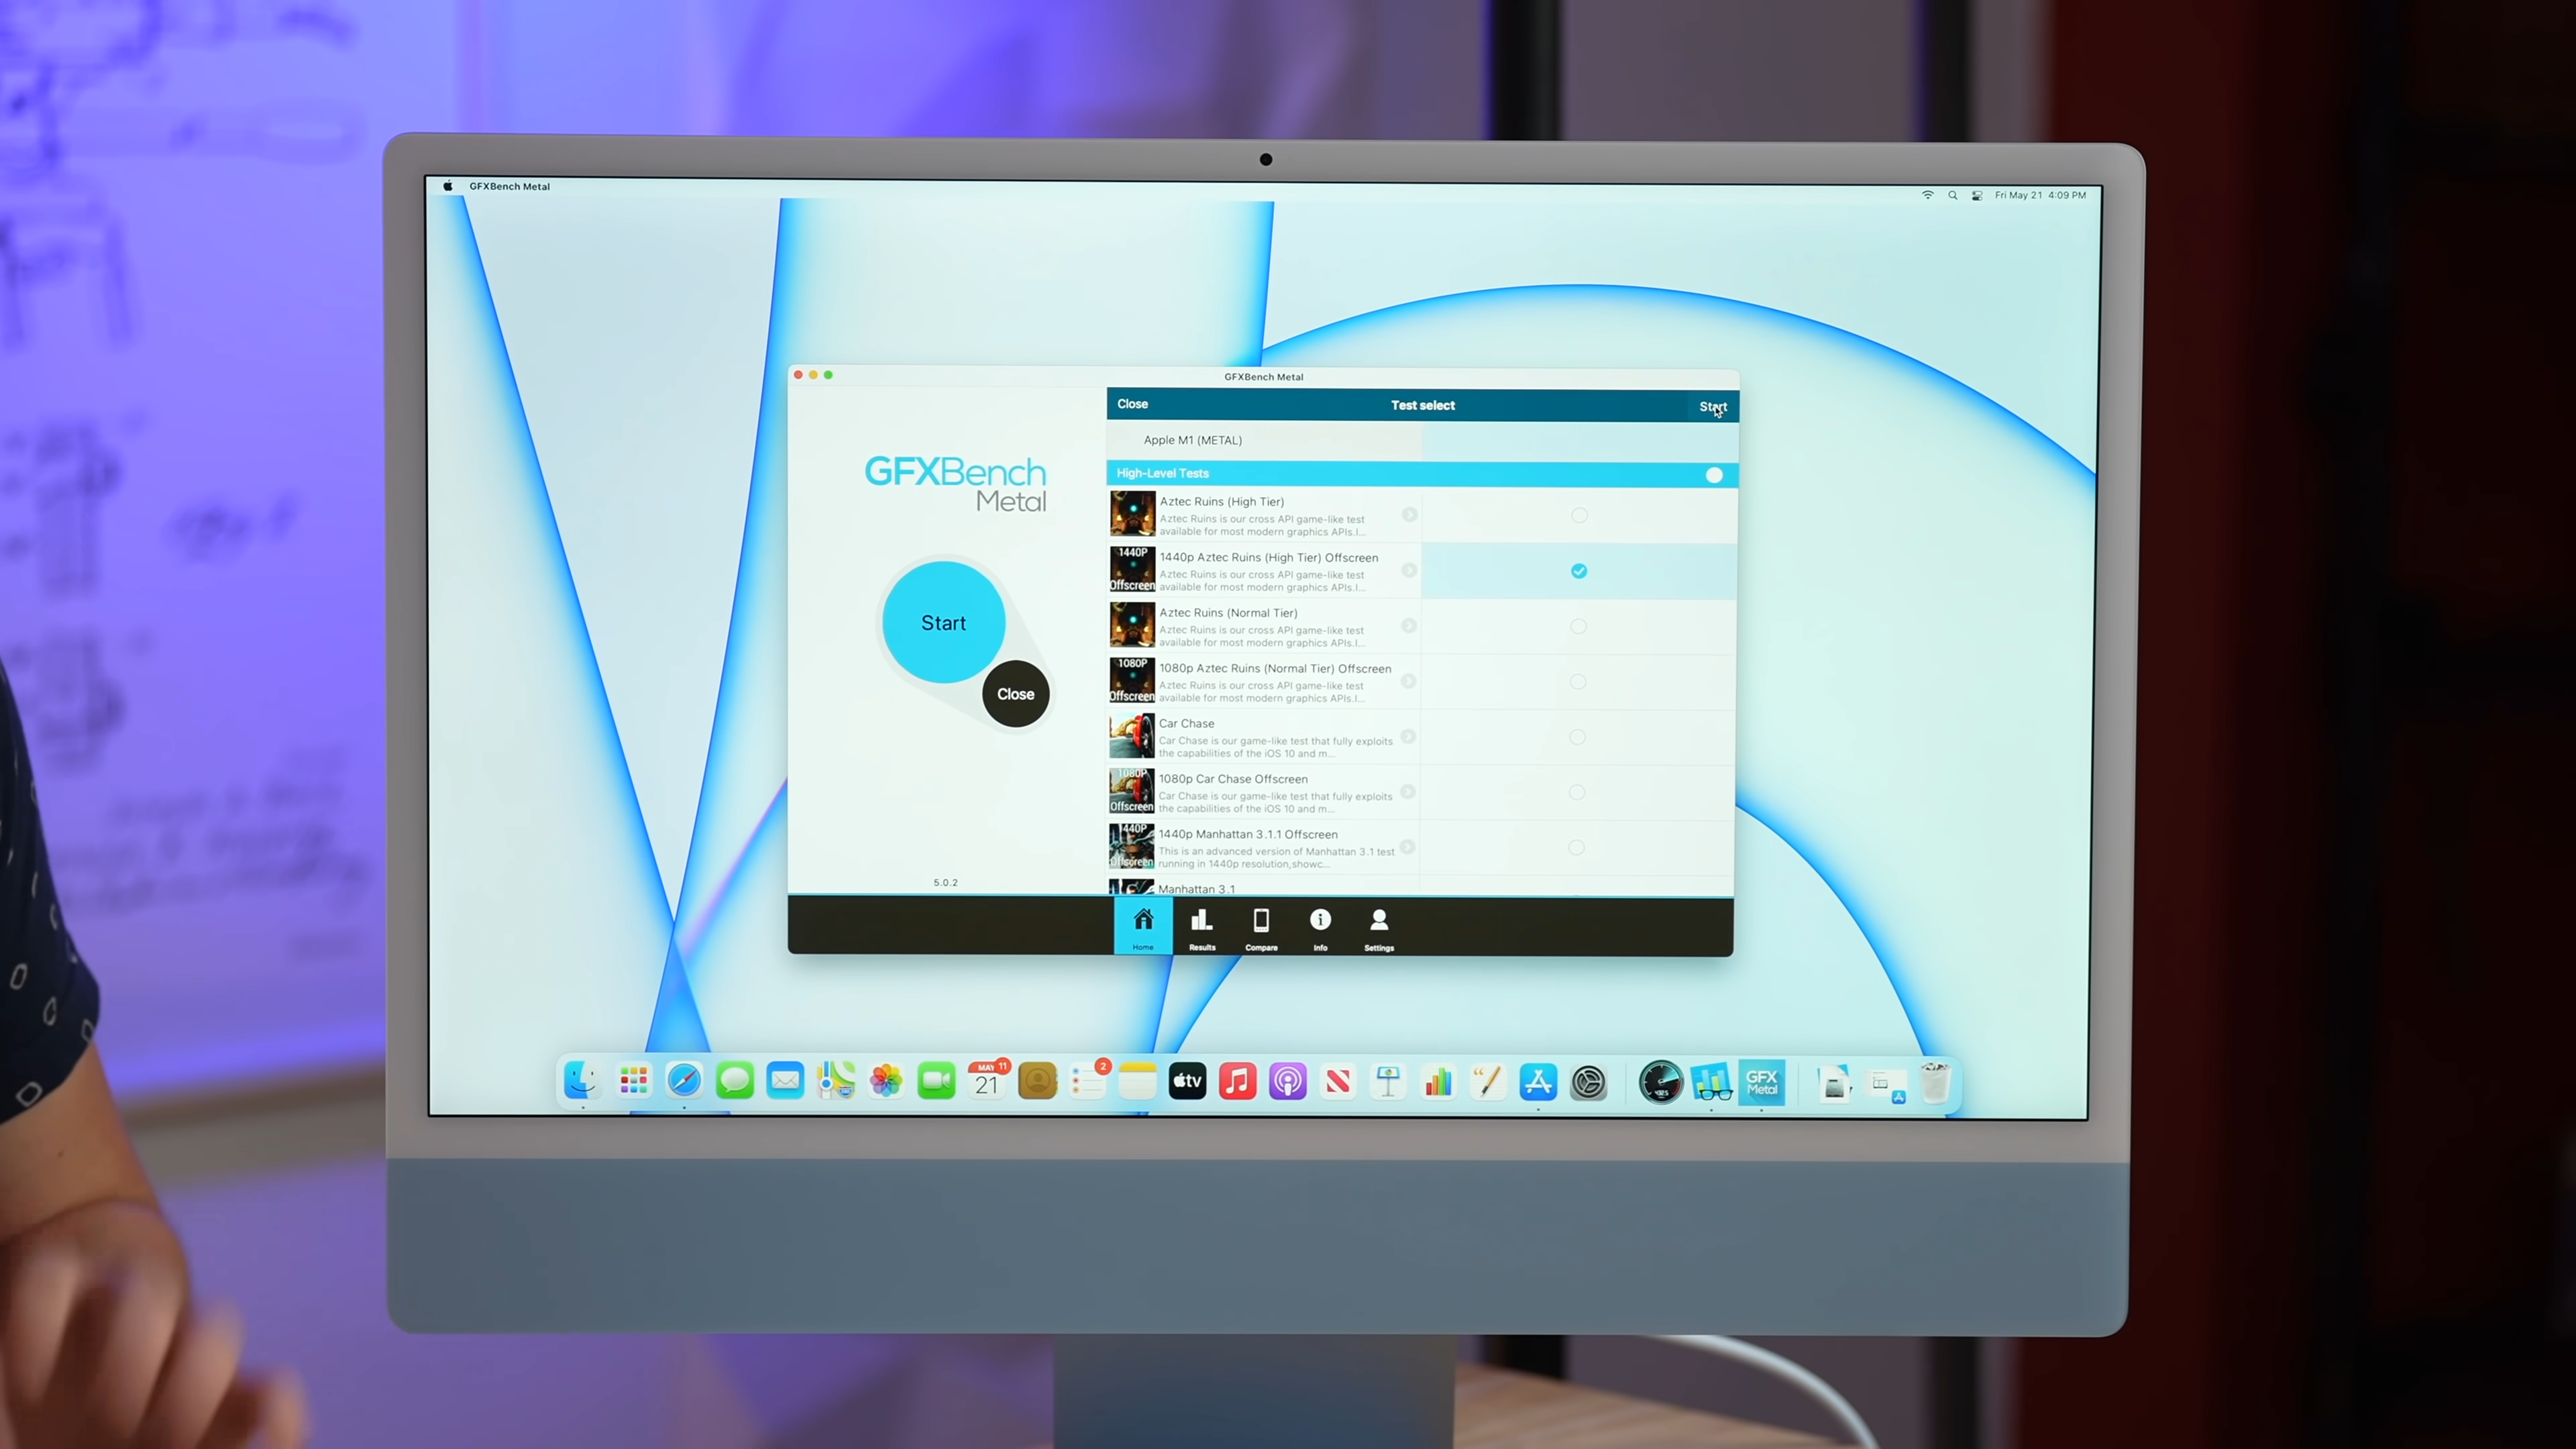 GFXBench Metal
Fri May 21 4:09 PM
GFXBench Metal
Close
Test select
Start
Apple M1 (METAL)
High-Level Tests
GFXBench
Metal
Start
Close
5.0.2
Aztec Ruins (High Tier)
Aztec Ruins is our cross API game-like test
available for most modern graphics APIs.I...
1440P
Offscreen
1440p Aztec Ruins (High Tier) Offscreen
Aztec Ruins is our cross API game-like test
available for most modern graphics APIs.I...
Aztec Ruins (Normal Tier)
Aztec Ruins is our cross API game-like test
available for most modern graphics APIs.I...
1080P
Offscreen
1080p Aztec Ruins (Normal Tier) Offscreen
Aztec Ruins is our cross API game-like test
available for most modern graphics APIs.I...
Car Chase
Car Chase is our game-like test that fully exploits
the capabilities of the iOS 10 and m...
1080P
Offscreen
1080p Car Chase Offscreen
Car Chase is our game-like test that fully exploits
the capabilities of the iOS 10 and m...
1440P
Offscreen
1440p Manhattan 3.1.1 Offscreen
This is an advanced version of Manhattan 3.1 test
running in 1440p resolution,showc...
Manhattan 3.1
Home
Results
Compare
Info
Settings
MAY
11
21
2
tv
GFX
Metal